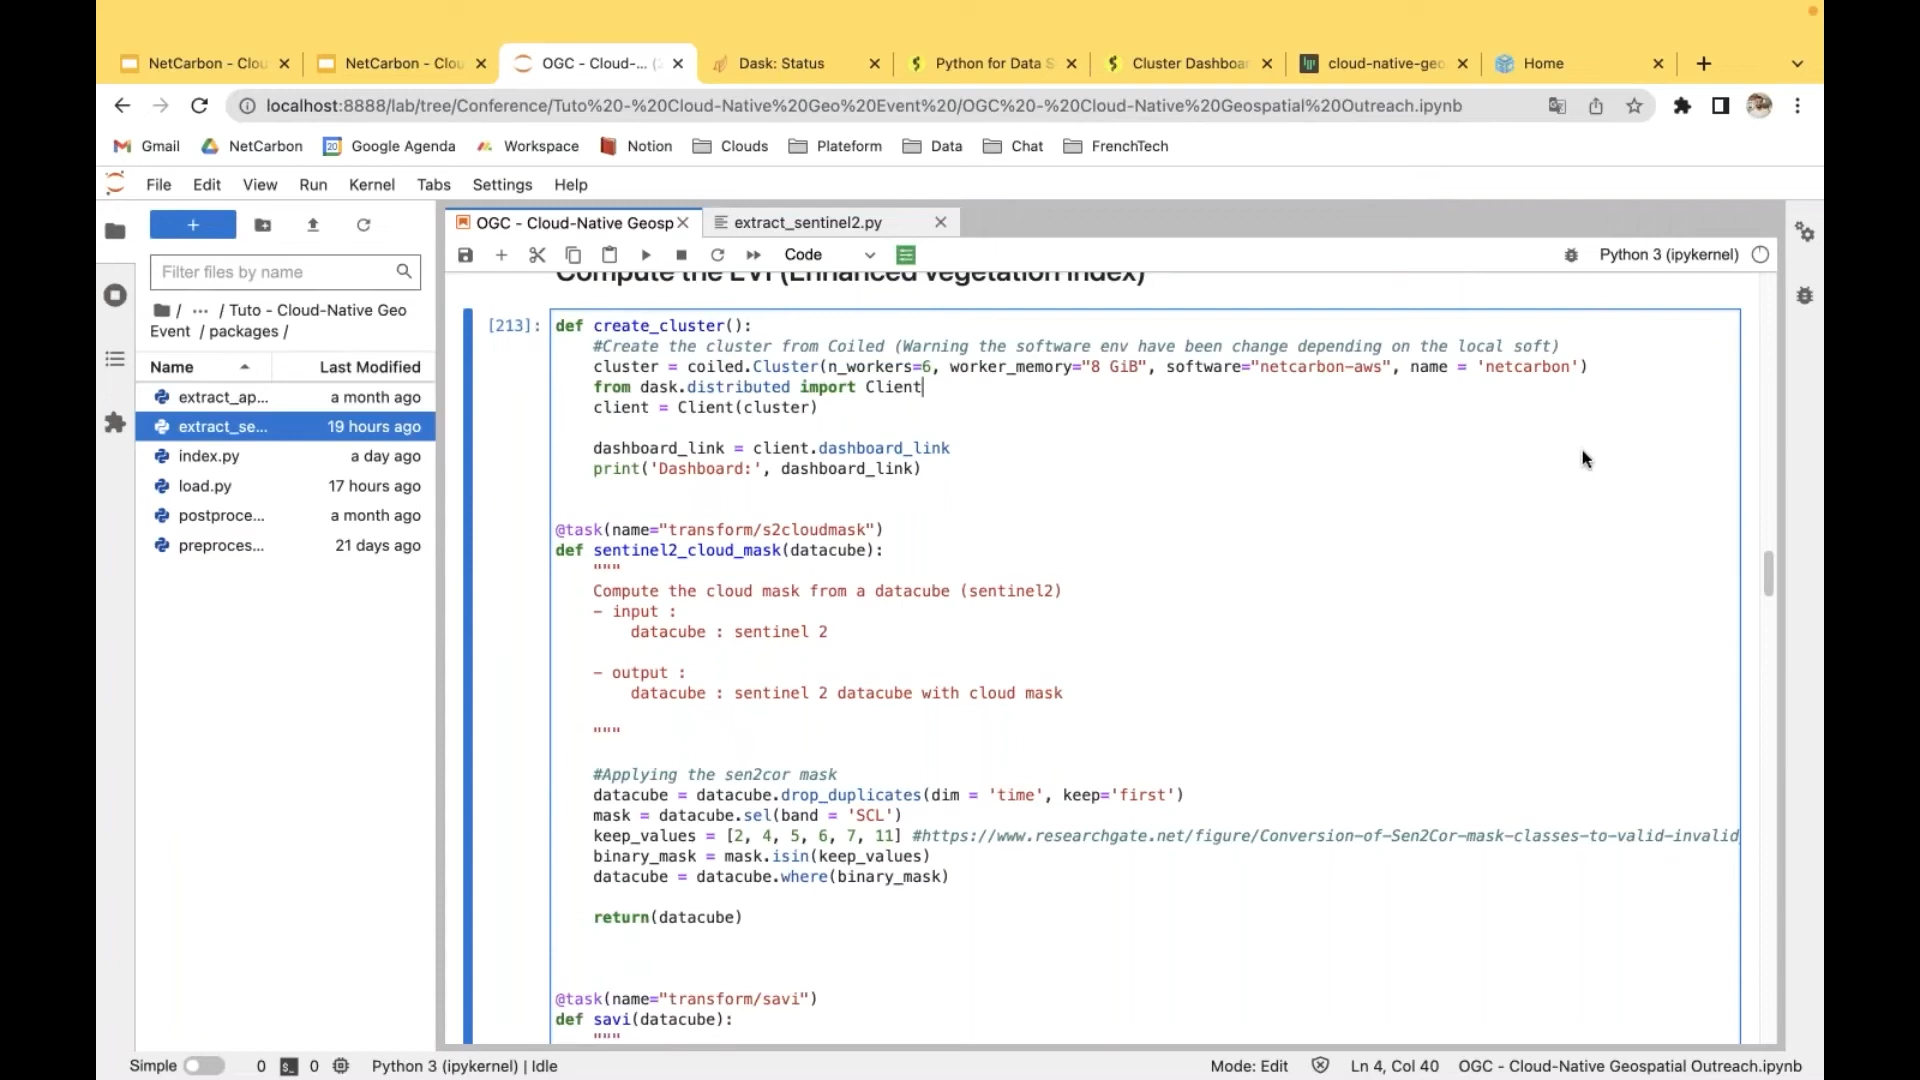 NetCarbon - Clou
NetCarbon - Clou
OGC - Cloud-... (
Dask: Status
Python for Data S
Cluster Dashboar
cloud-native-geo
Home
localhost:8888/lab/tree/Conference/Tuto%20-%20Cloud-Native%20Geo%20Event%20/OGC%20-%20Cloud-Native%20Geospatial%20Outreach.ipynb
Gmail NetCarbon Google Agenda Workspace Notion Clouds Plateform Data Chat FrenchTech
File Edit View Run Kernel Tabs Settings Help
OGC - Cloud-Native Geosp
extract_sentinel2.py
Code
Python 3 (ipykernel)
Filter files by name
/ ... / Tuto - Cloud-Native Geo
Event / packages /
Name Last Modified
extract_ap... a month ago
extract_se... 19 hours ago
index.py a day ago
load.py 17 hours ago
postproce... a month ago
preproces... 21 days ago
Compute the EVI (Enhanced Vegetation Index)
[213]:
def create_cluster():
#Create the cluster from Coiled (Warning the software env have been change depending on the local soft)
cluster = coiled.Cluster(n_workers=6, worker_memory="8 GiB", software="netcarbon-aws", name = 'netcarbon')
from dask.distributed import Client
client = Client(cluster)
dashboard_link = client.dashboard_link
print('Dashboard:', dashboard_link)
@task(name="transform/s2cloudmask")
def sentinel2_cloud_mask(datacube):
"""
Compute the cloud mask from a datacube (sentinel2)
- input :
datacube : sentinel 2
- output :
datacube : sentinel 2 datacube with cloud mask
"""
#Applying the sen2cor mask
datacube = datacube.drop_duplicates(dim = 'time', keep='first')
mask = datacube.sel(band = 'SCL')
keep_values = [2, 4, 5, 6, 7, 11] #https://www.researchgate.net/figure/Conversion-of-Sen2Cor-mask-classes-to-valid-invalid
binary_mask = mask.isin(keep_values)
datacube = datacube.where(binary_mask)
return(datacube)
@task(name="transform/savi")
def savi(datacube):
"""
Simple 0 0 Python 3 (ipykernel) | Idle Mode: Edit Ln 4, Col 40 OGC - Cloud-Native Geospatial Outreach.ipynb